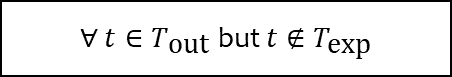 ∀ t ∈ T_out but t ∉ T_exp